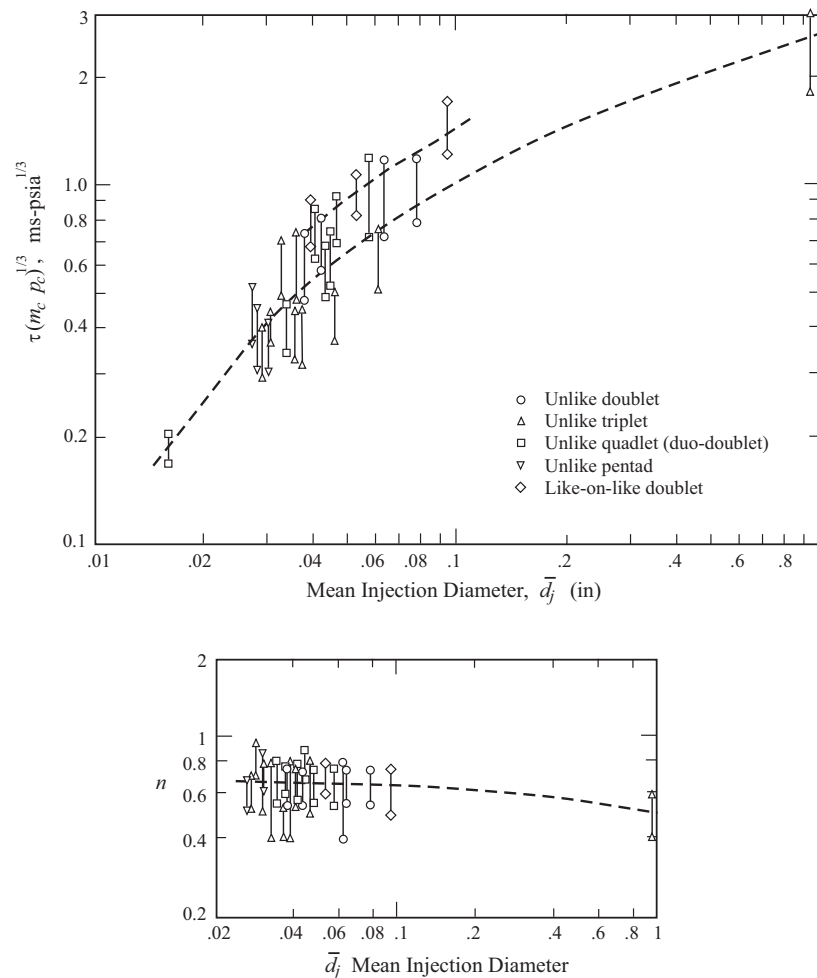 3
2
1.0
0.8
0.6
0.4
0.2
0.1
τ(m_c p_c)^1/3, ms-psia^1/3
Unlike doublet
Unlike triplet
Unlike quadlet (duo-doublet)
Unlike pentad
Like-on-like doublet
0.01 .02 .04 .06 .08 .1 .2 .4 .6 .8
Mean Injection Diameter, d̄_j (in)
2
1
0.8
0.6
0.4
0.2
n
.02 .04 .06 .08 .1 .2 .4 .6 .8 1
d̄_j Mean Injection Diameter